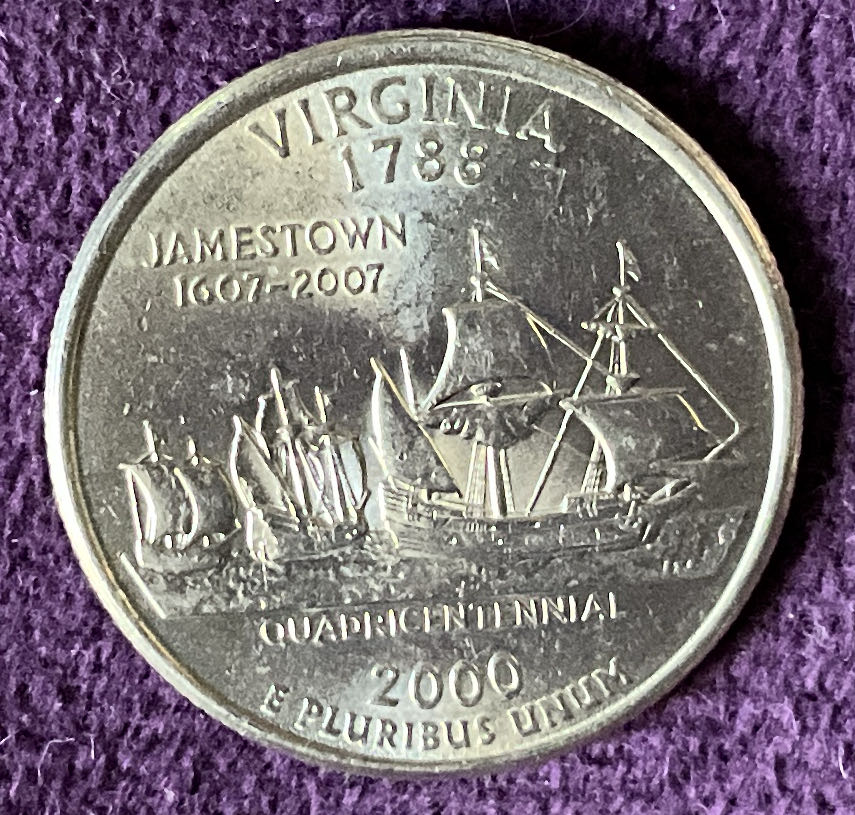 VIRGINIA
1788
JAMESTOWN
1607-2007
QUADRICENTENNIAL
2000
E PLURIBUS UNUM